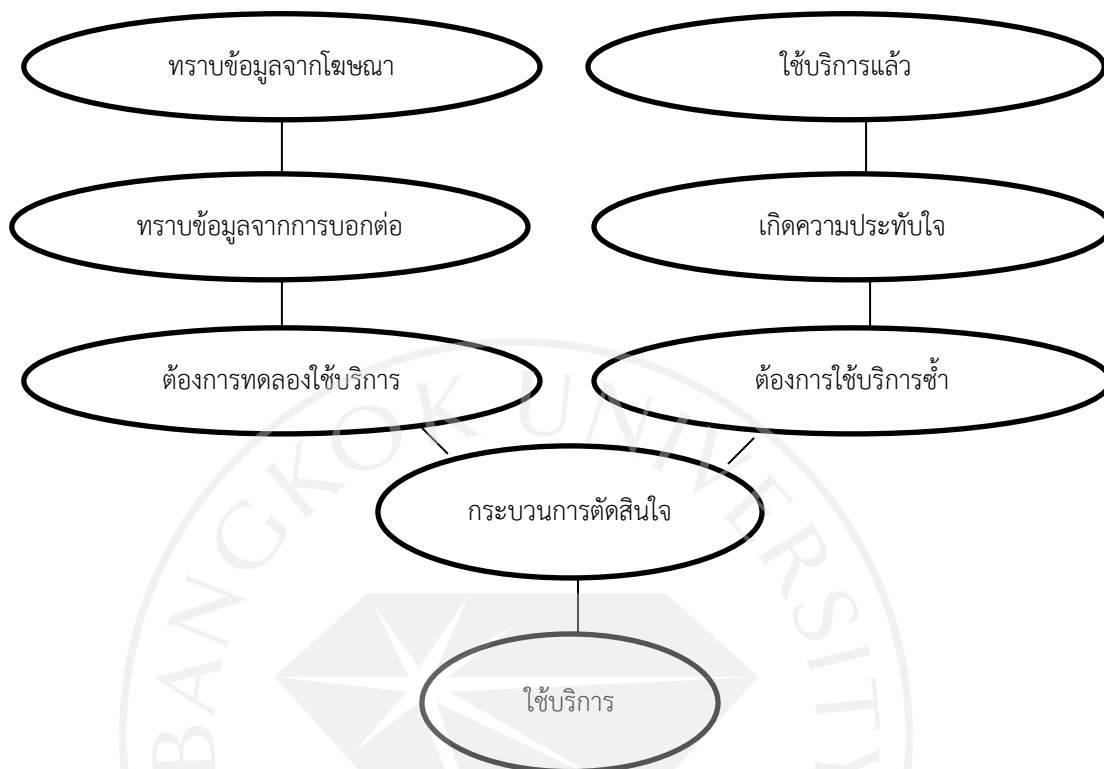 ทราบข้อมูลจากโฆษณา
ใช้บริการแล้ว
ทราบข้อมูลจากการบอกต่อ
เกิดความประทับใจ
ต้องการทดลองใช้บริการ
ต้องการใช้บริการซ้ำ
กระบวนการตัดสินใจ
ใช้บริการ
BANGKOK UNIVERSITY